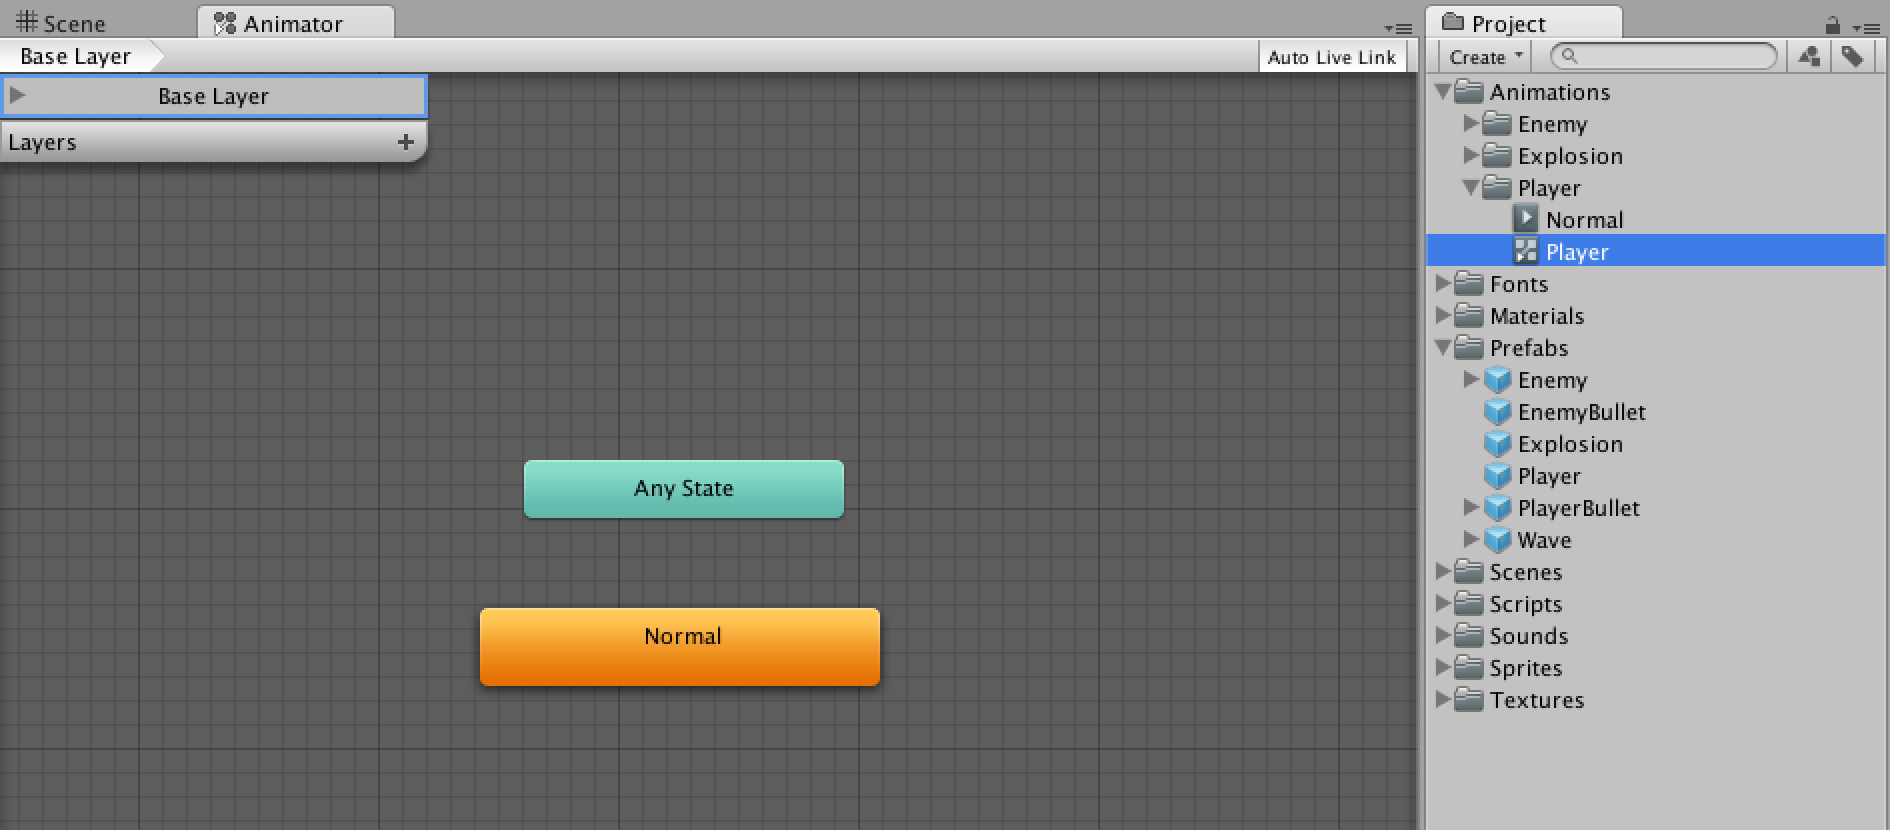 Scene
Animator
Base Layer
Auto Live Link
Base Layer
Layers
Any State
Normal
Project
Create
Animations
Enemy
Explosion
Player
Normal
Player
Fonts
Materials
Prefabs
Enemy
EnemyBullet
Explosion
Player
PlayerBullet
Wave
Scenes
Scripts
Sounds
Sprites
Textures